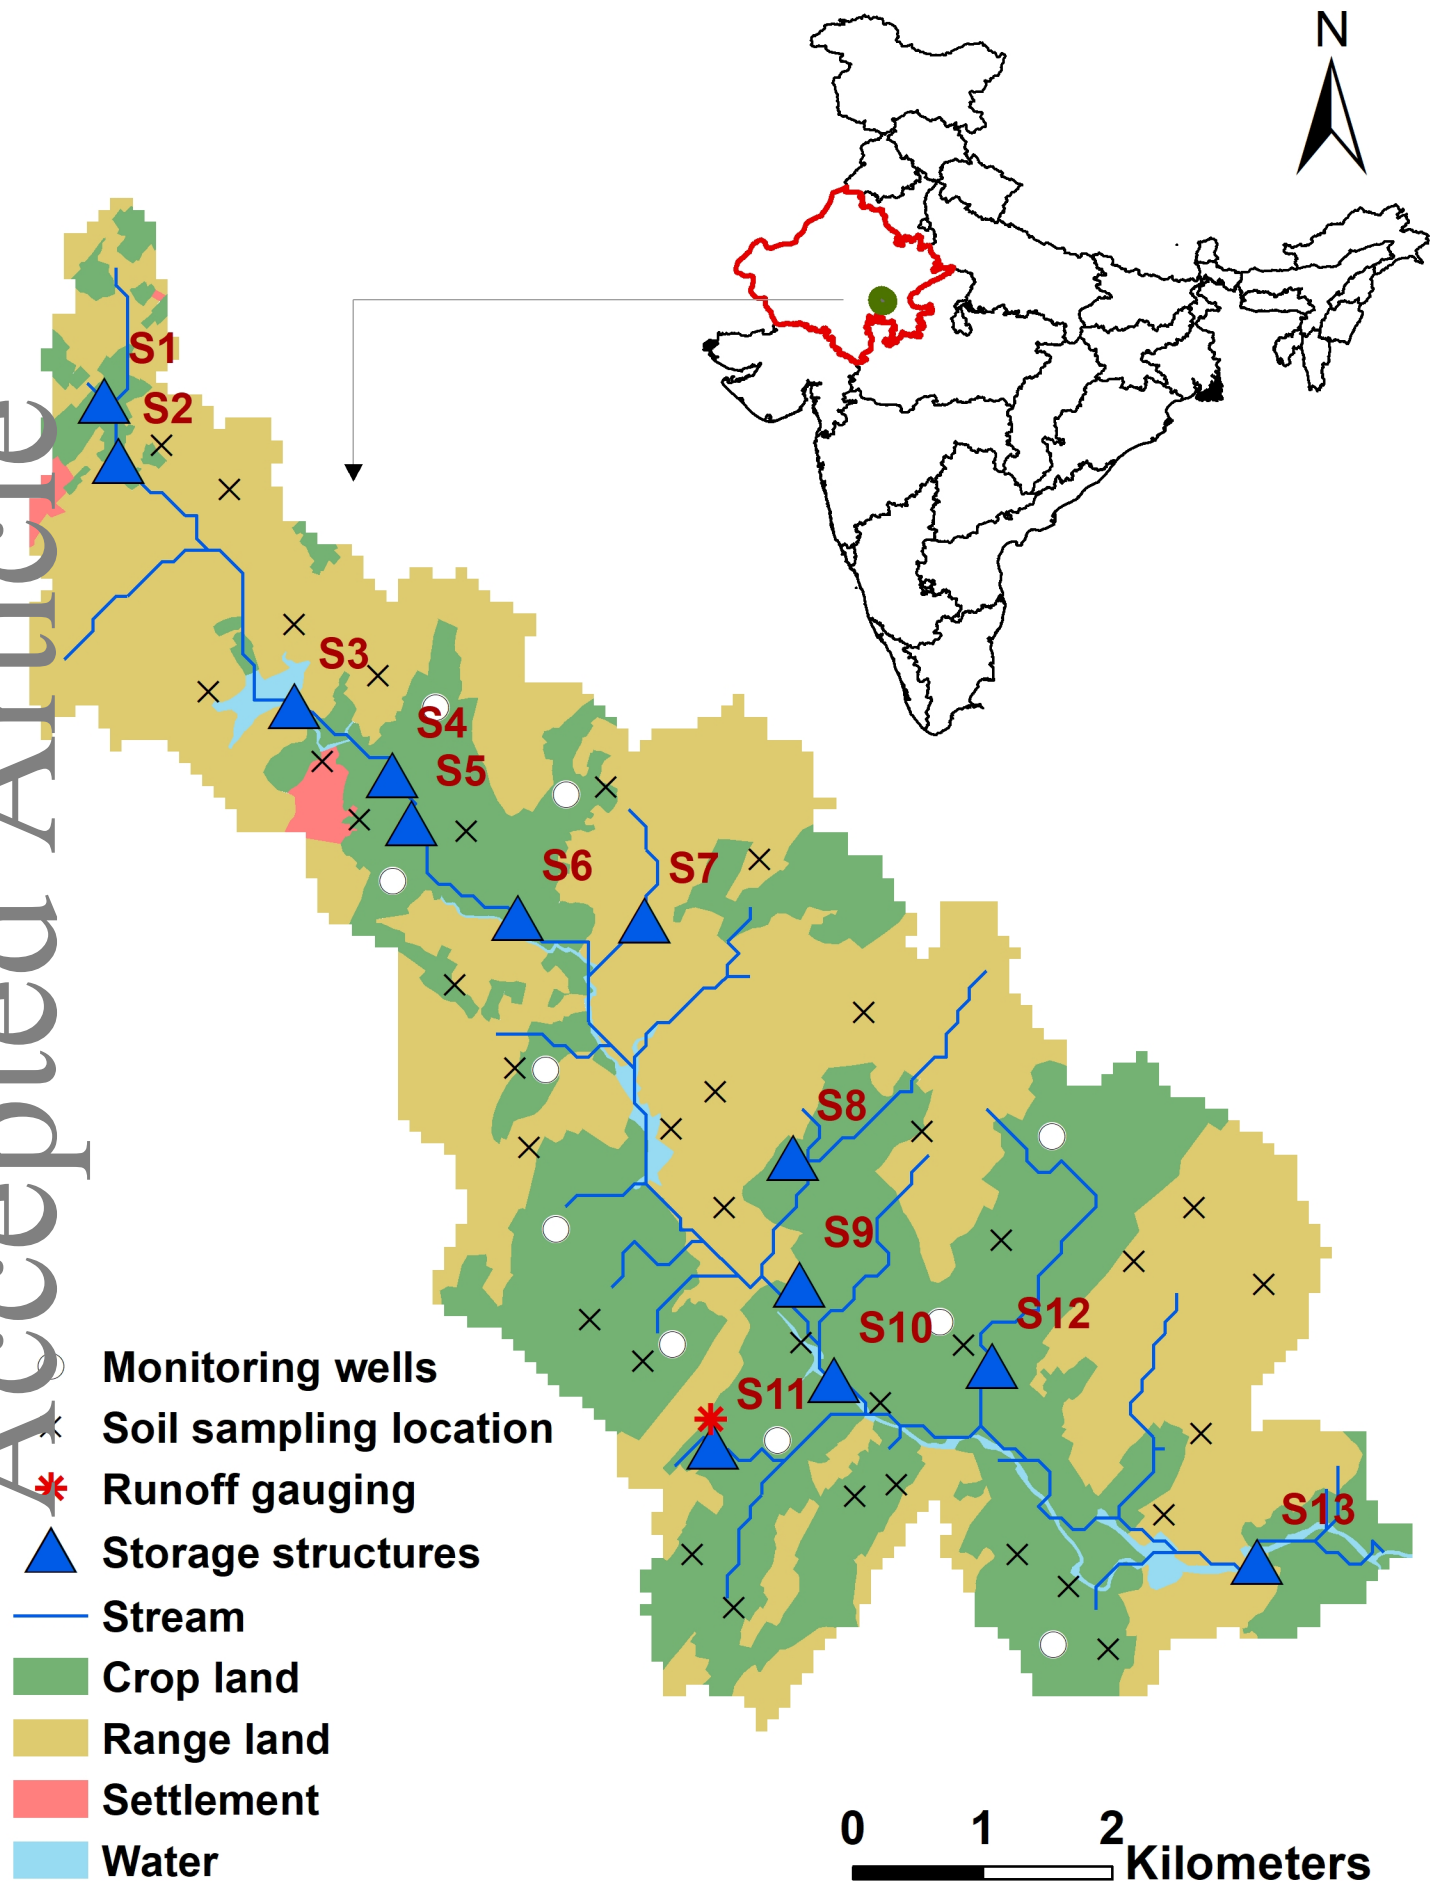 N
S1
S2
S3
S4
S5
S6
S7
S8
S9
S10
S12
S11
S13
Accepted Article
Monitoring wells
Soil sampling location
Runoff gauging
Storage structures
Stream
Crop land
Range land
Settlement
Water
0 1 2
Kilometers